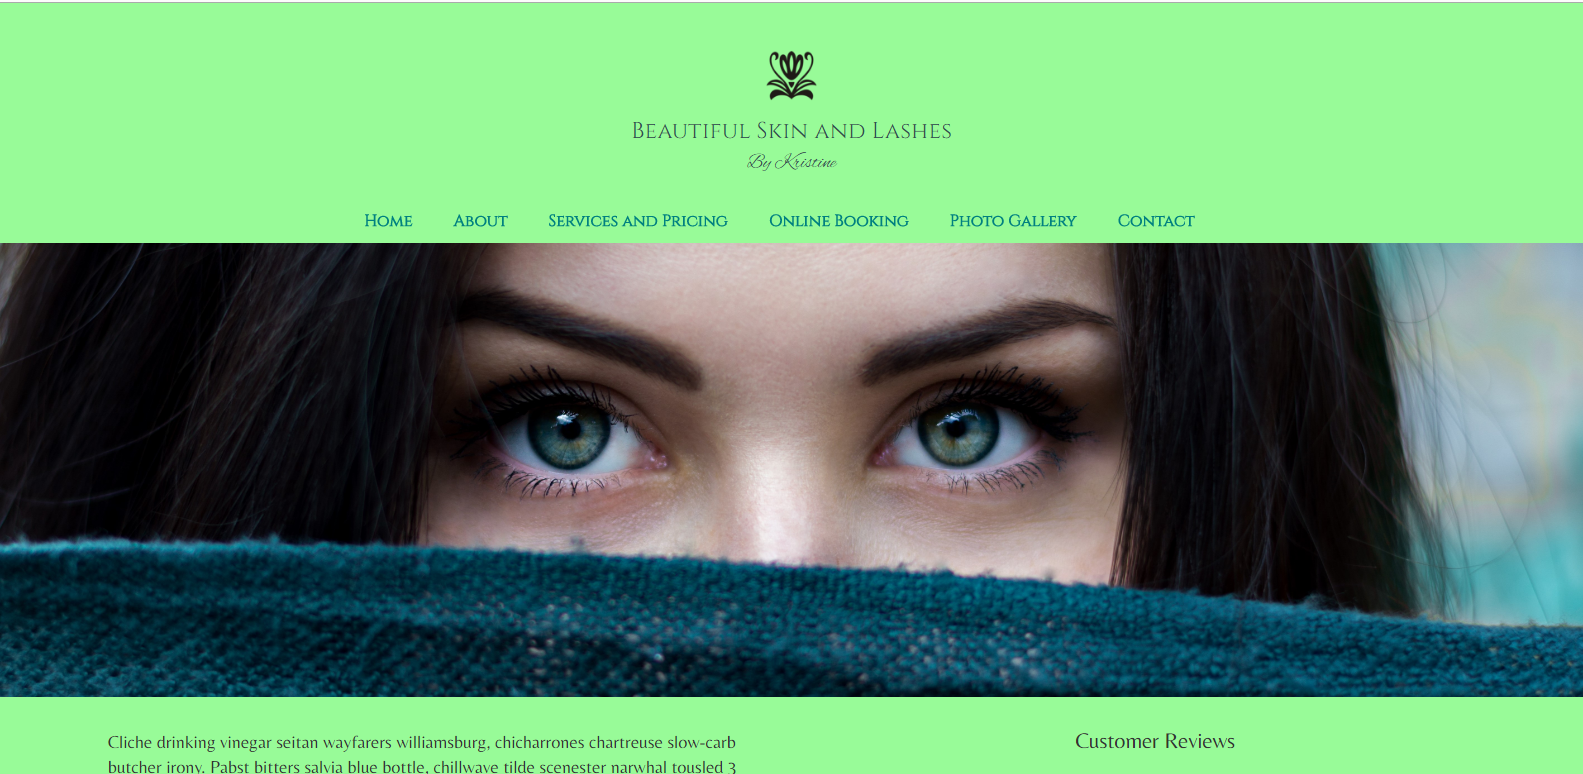 Beautiful Skin and Lashes
By Kristine
Home About Services and Pricing Online Booking Photo Gallery Contact
Cliche drinking vinegar seitan wayfarers williamsburg, chicharrones chartreuse slow-carb
butcher irony. Pabst bitters salvia blue bottle, chillwave tilde scenester narwhal tousled 3
Customer Reviews